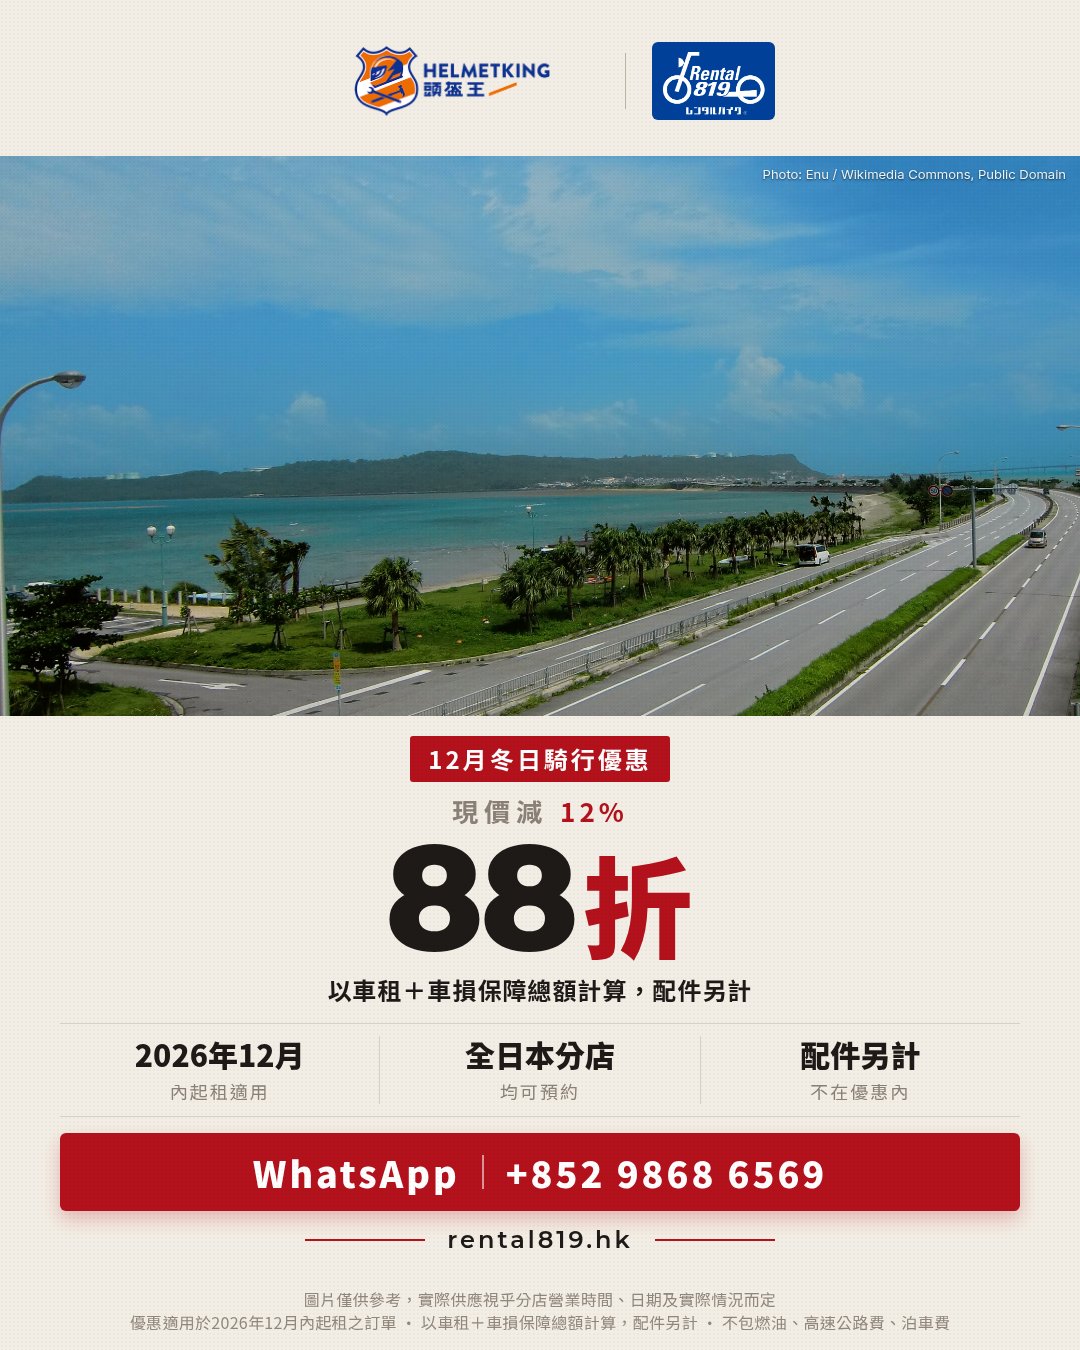 HELMETKING
頭盔王
Rental
819
レンタルバイク
Photo: Enu / Wikimedia Commons, Public Domain
12月冬日騎行優惠
現價減 12%
88折
以車租＋車損保障總額計算，配件另計
2026年12月
內起租適用
全日本分店
均可預約
配件另計
不在優惠內
WhatsApp | +852 9868 6569
rental819.hk
圖片僅供參考，實際供應視乎分店營業時間、日期及實際情況而定
優惠適用於2026年12月內起租之訂單 · 以車租＋車損保障總額計算，配件另計 · 不包燃油、高速公路費、泊車費